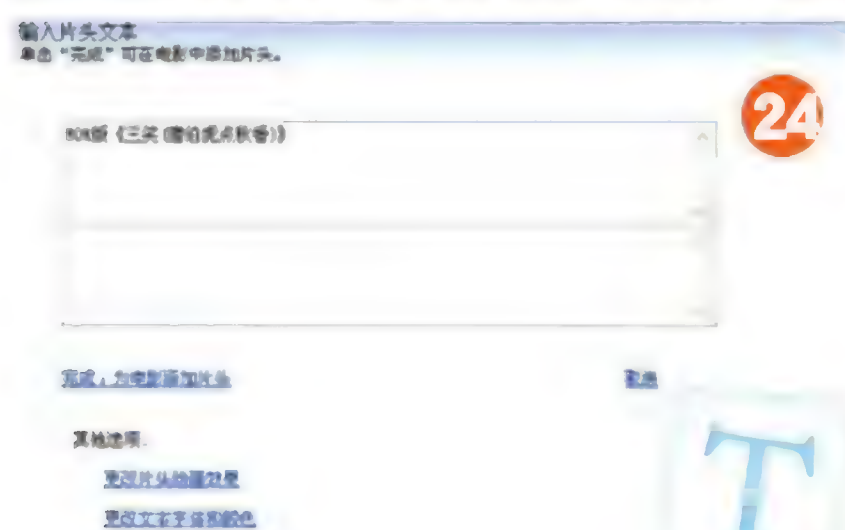 输入片头文本
单击“完成”可在电影中添加片头。
24
完成，为电影添加片头
取消
其他选项:
更改片头动画效果
更改文本字体和颜色
T